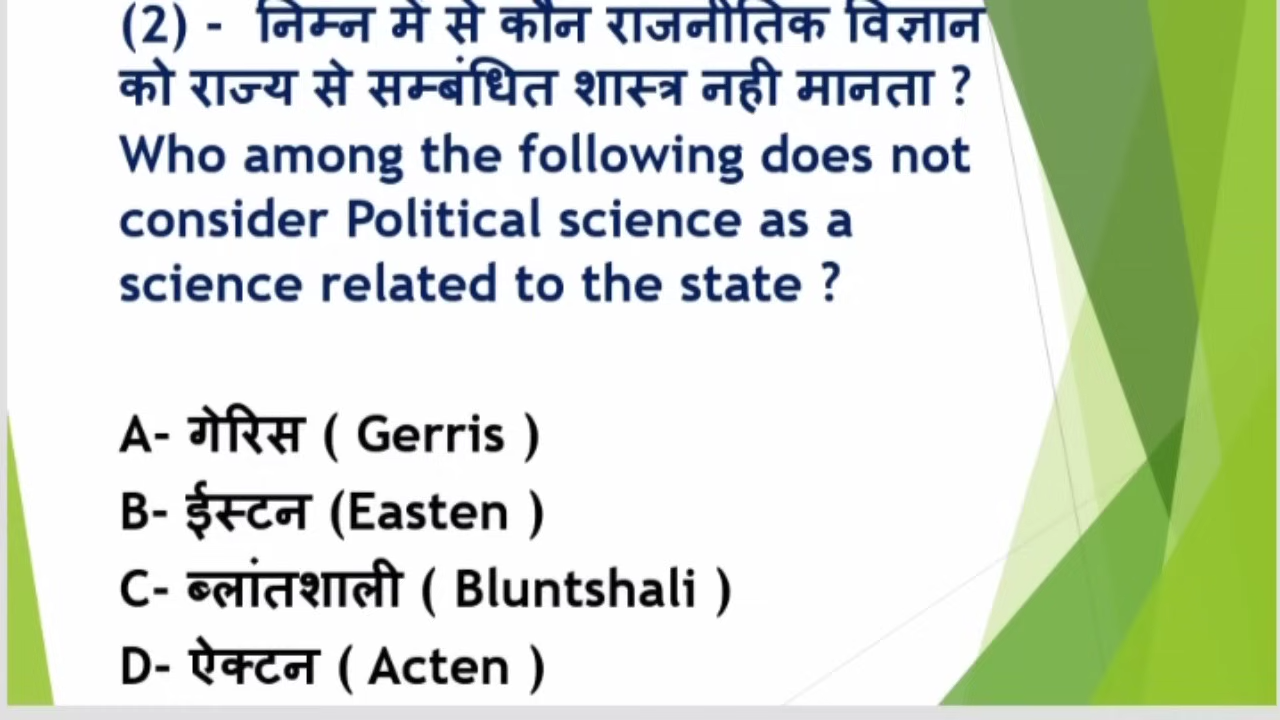 (2) - निम्न में से कौन राजनीतिक विज्ञान
को राज्य से सम्बंधित शास्त्र नही मानता ?
Who among the following does not
consider Political science as a
science related to the state ?
A- गेरिस ( Gerris )
B- ईस्टन (Easten )
C- ब्लांतशाली ( Bluntshali )
D- ऐक्टन ( Acten )